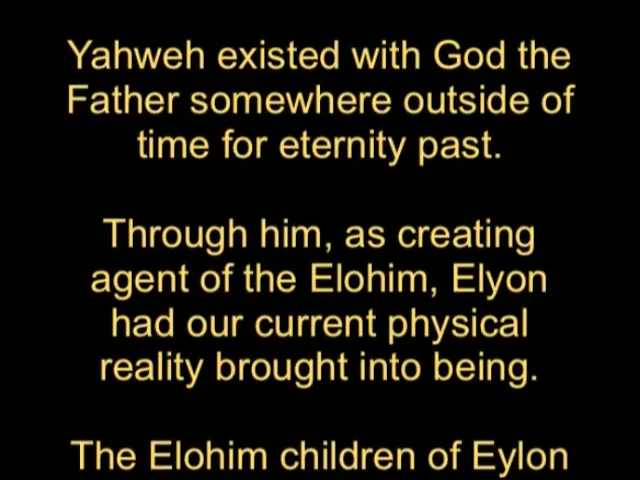 Yahweh existed with God the
Father somewhere outside of
time for eternity past.
Through him, as creating
agent of the Elohim, Elyon
had our current physical
reality brought into being.
The Elohim children of Eylon